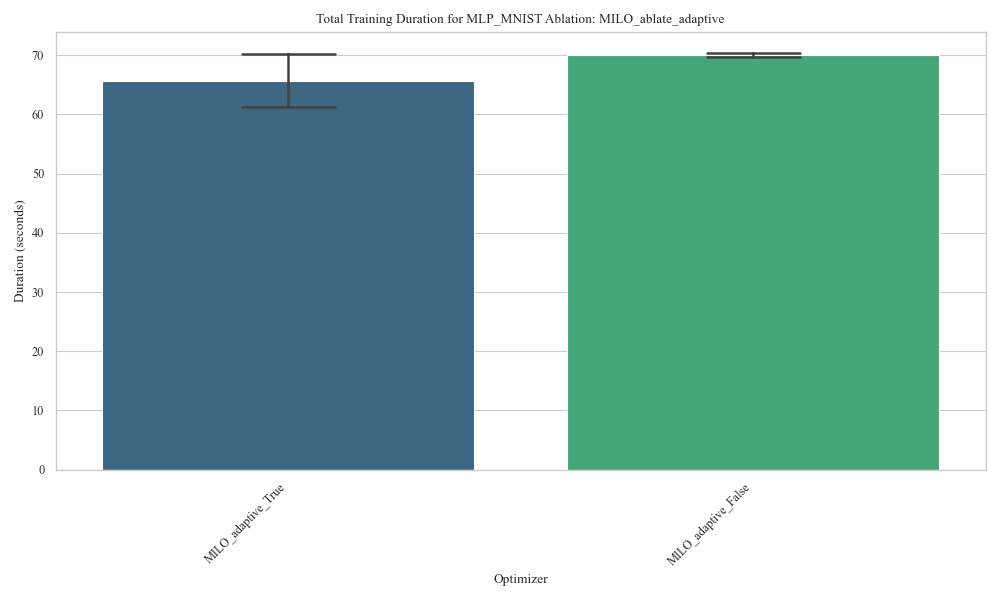 Total Training Duration for MLP_MNIST Ablation: MILO_ablate_adaptive
Duration (seconds)
70
60
50
40
30
20
10
0
MILO_adaptive_True
MILO_adaptive_False
Optimizer